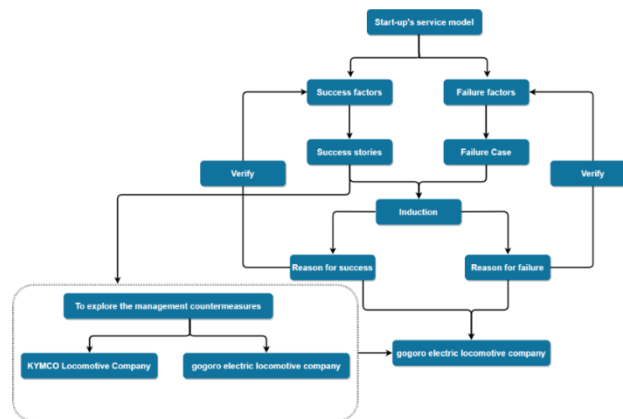 Start-up's service model
Success factors
Failure factors
Success stories
Failure Case
Verify
Verify
Induction
Reason for success
Reason for failure
To explore the management countermeasures
KYMCO Locomotive Company
gogoro electric locomotive company
gogoro electric locomotive company